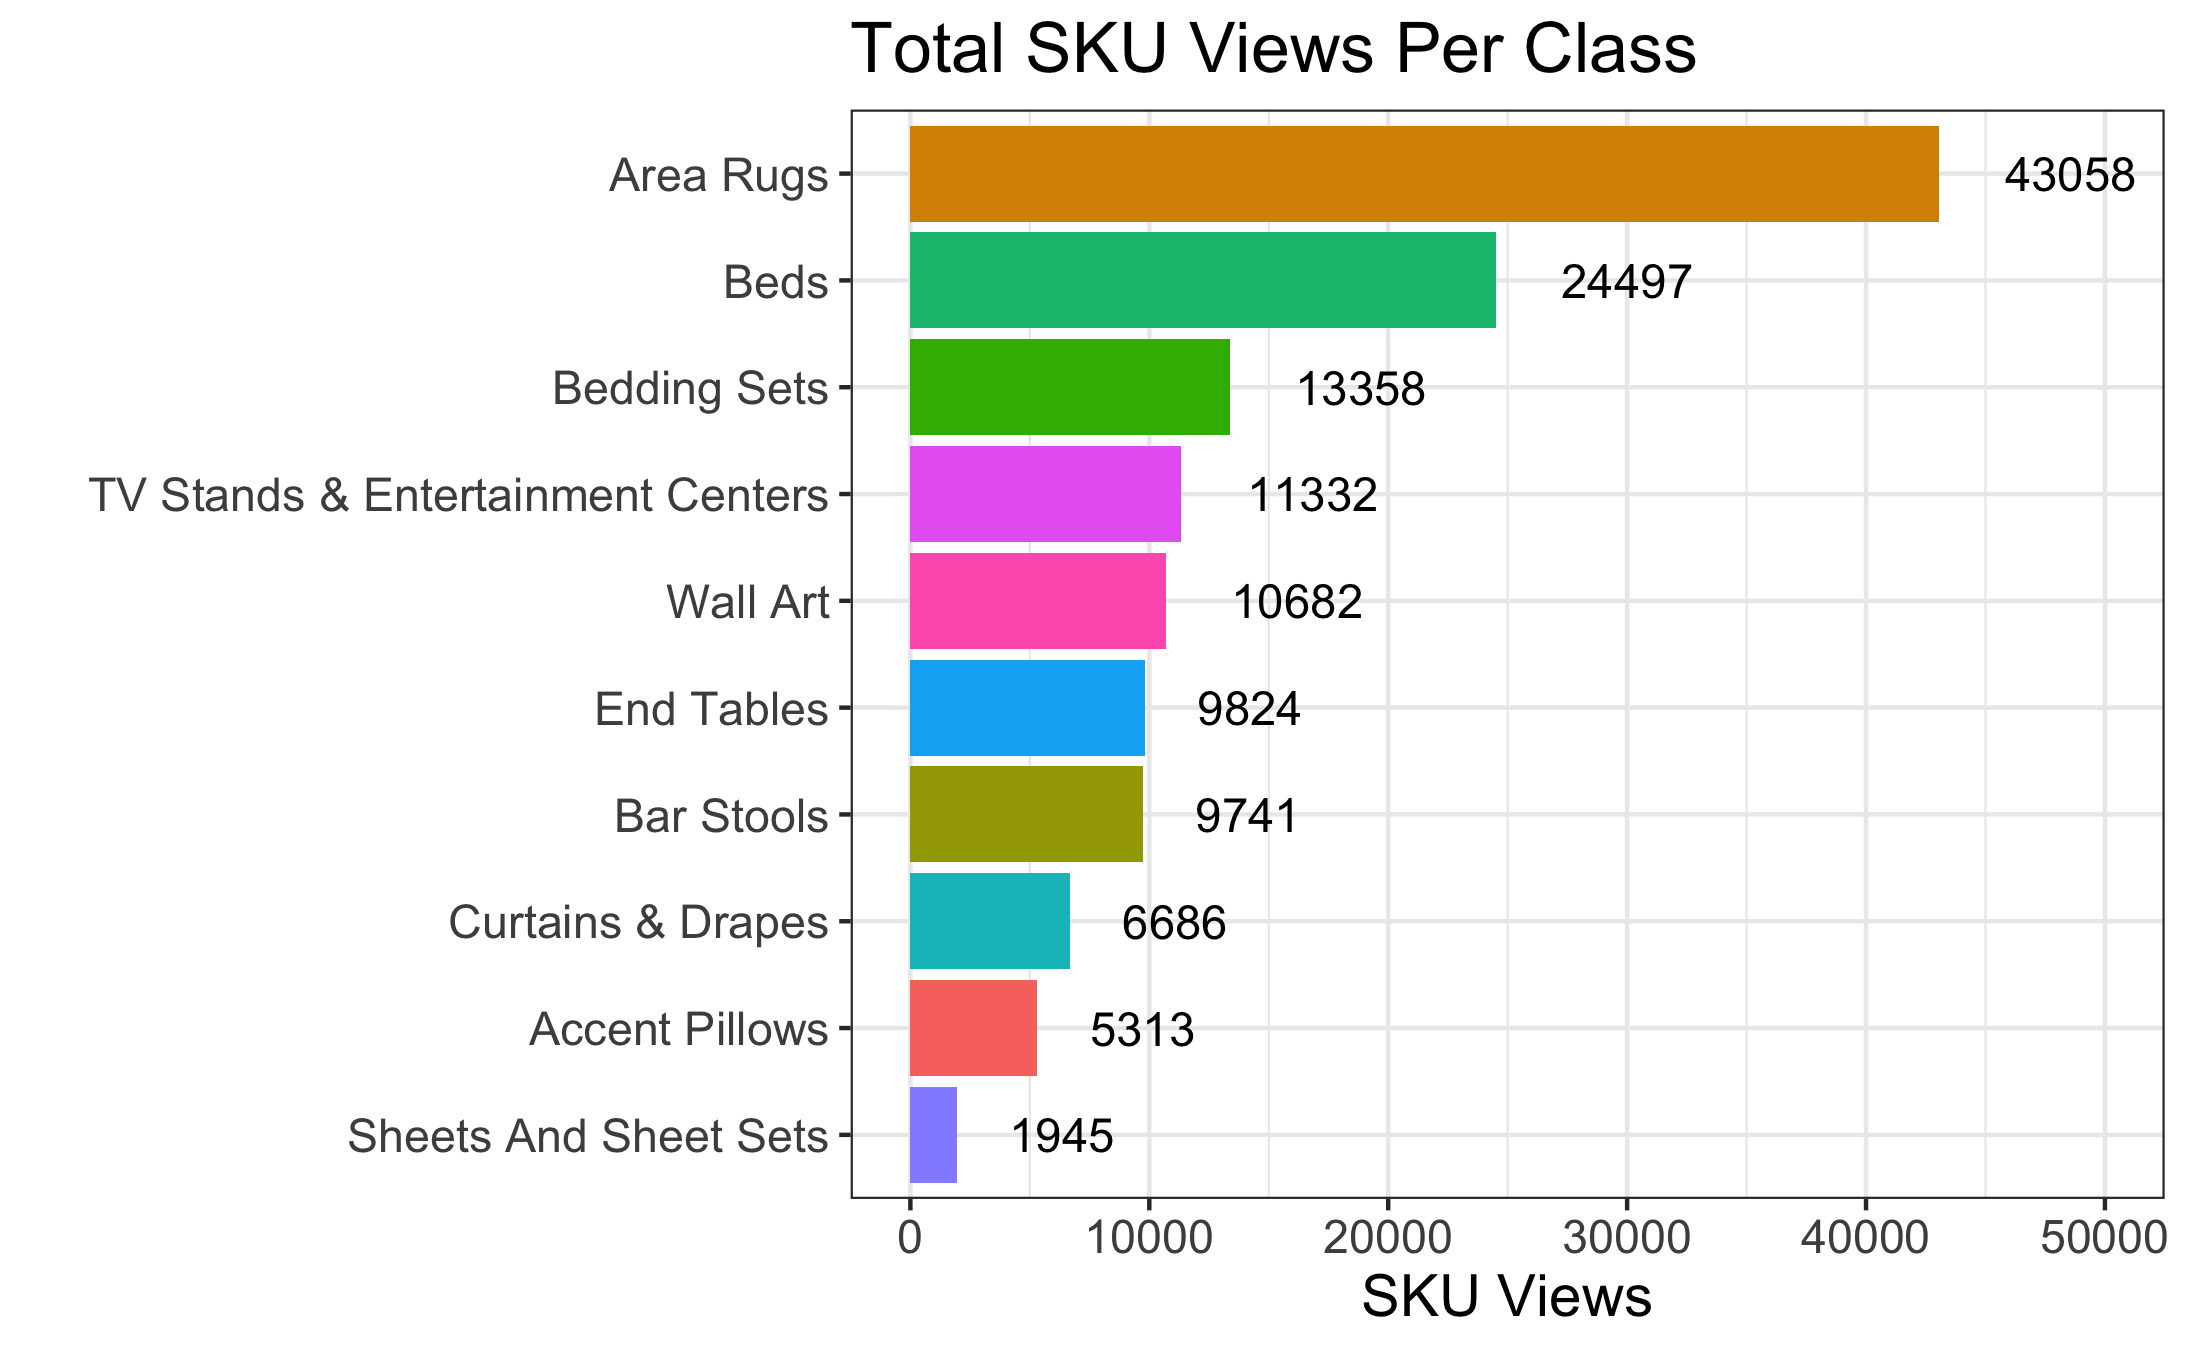 Total SKU Views Per Class
Area Rugs 43058
Beds 24497
Bedding Sets 13358
TV Stands & Entertainment Centers 11332
Wall Art 10682
End Tables 9824
Bar Stools 9741
Curtains & Drapes 6686
Accent Pillows 5313
Sheets And Sheet Sets 1945
0 10000 20000 30000 40000 50000
SKU Views